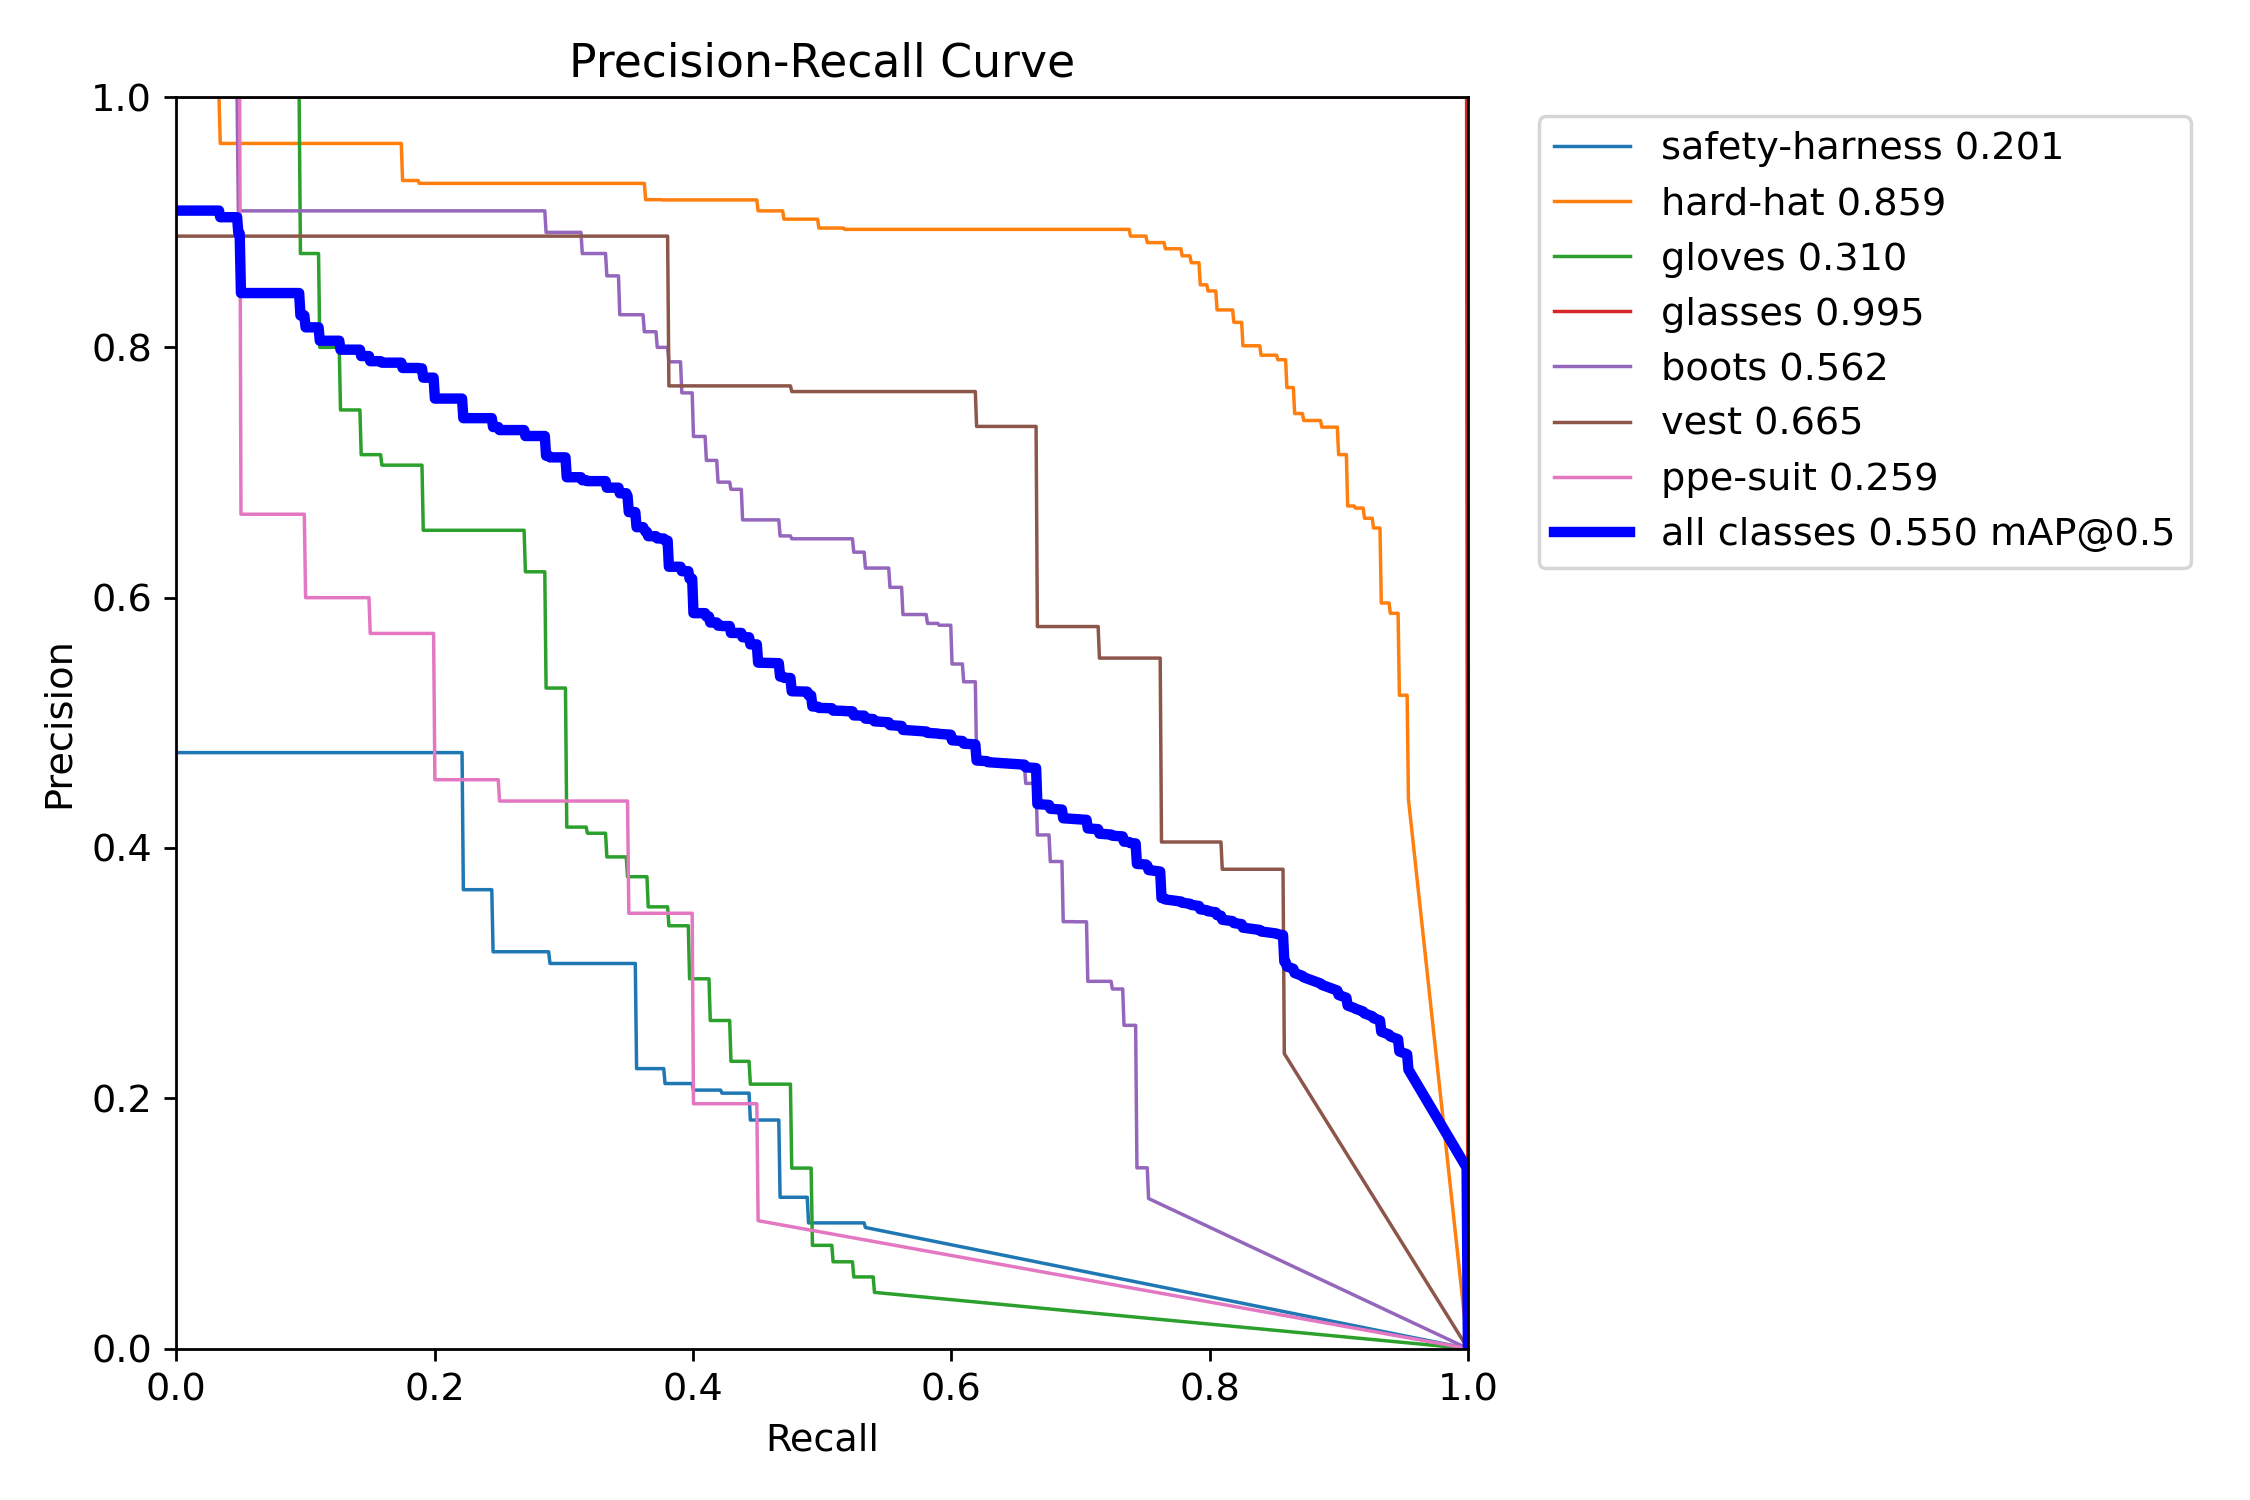 Precision-Recall Curve
1.0
0.8
0.6
0.4
0.2
0.0
Precision
0.0 0.2 0.4 0.6 0.8 1.0
Recall
safety-harness 0.201
hard-hat 0.859
gloves 0.310
glasses 0.995
boots 0.562
vest 0.665
ppe-suit 0.259
all classes 0.550 mAP@0.5